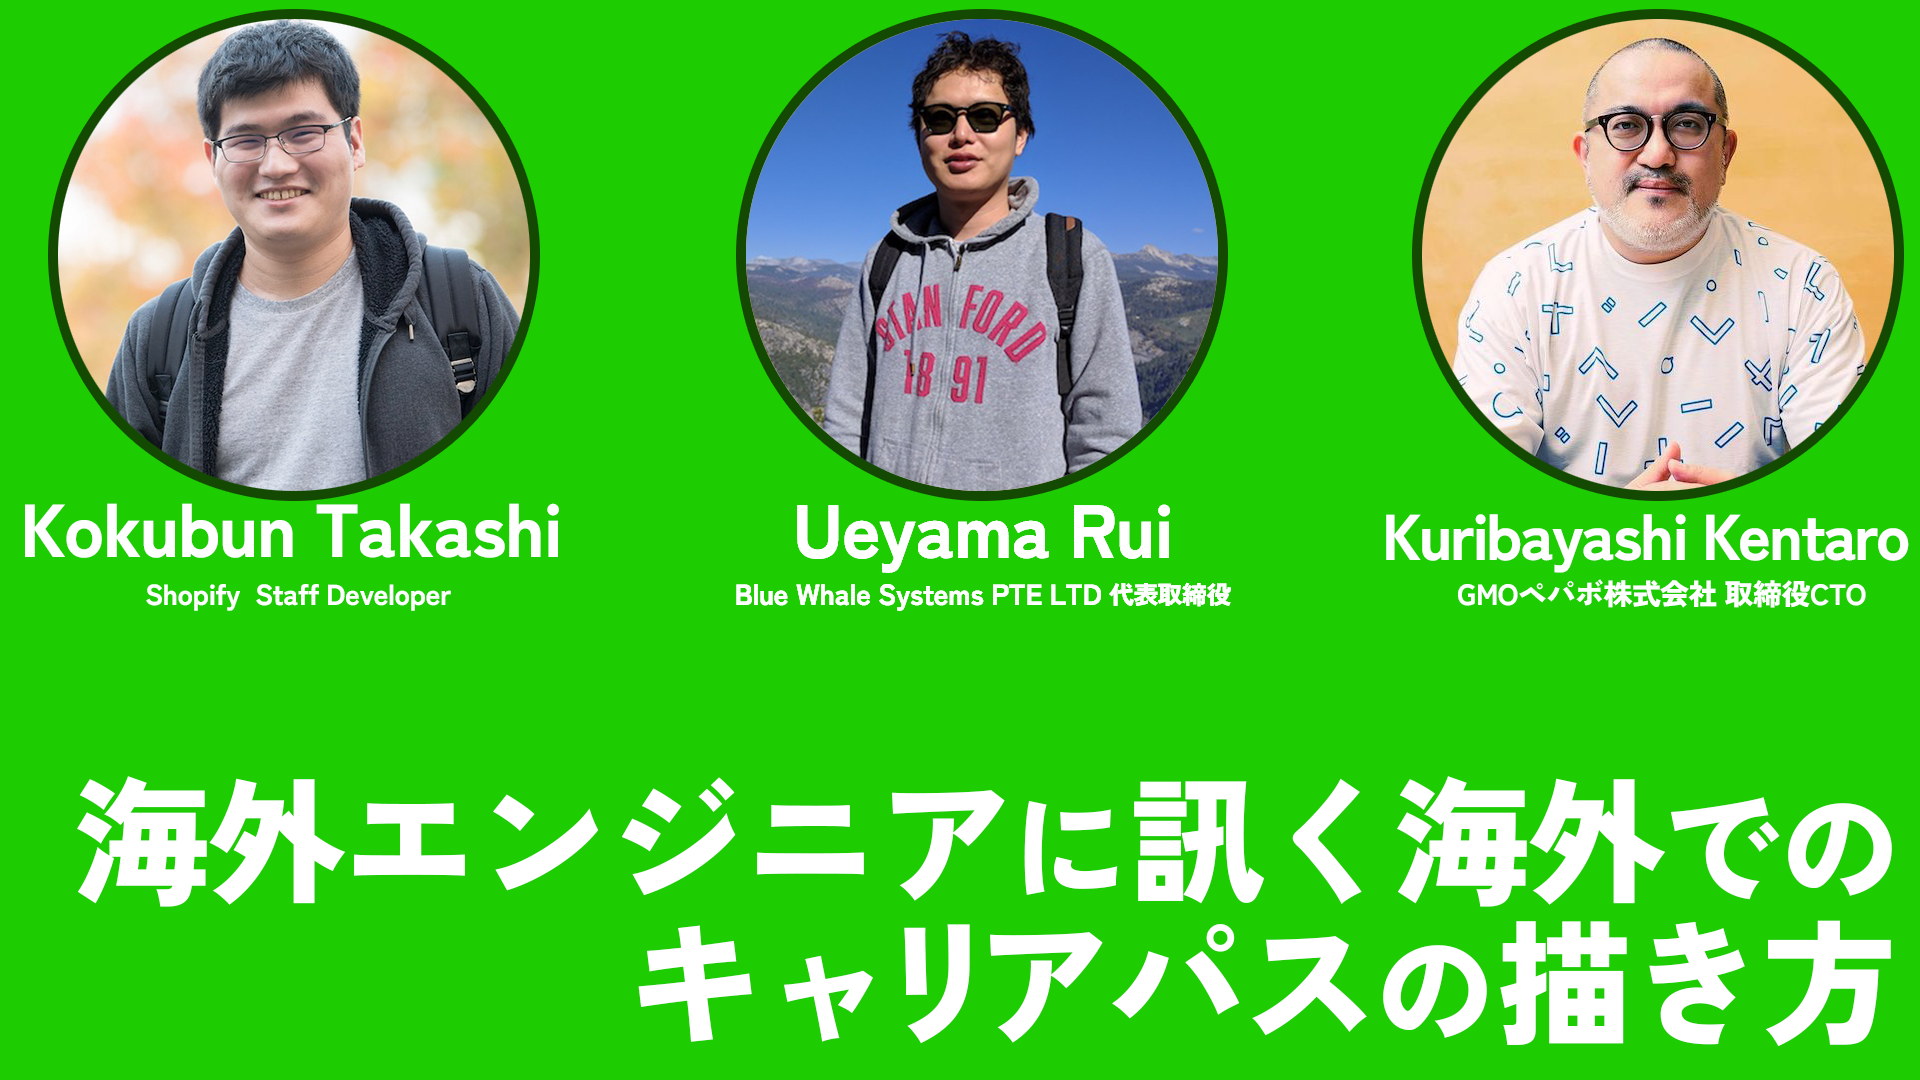 STANFORD
1891
Kokubun Takashi
Shopify Staff Developer
Ueyama Rui
Blue Whale Systems PTE LTD 代表取締役
Kuribayashi Kentaro
GMOペパボ株式会社 取締役CTO
海外エンジニアに訊く海外での
キャリアパスの描き方